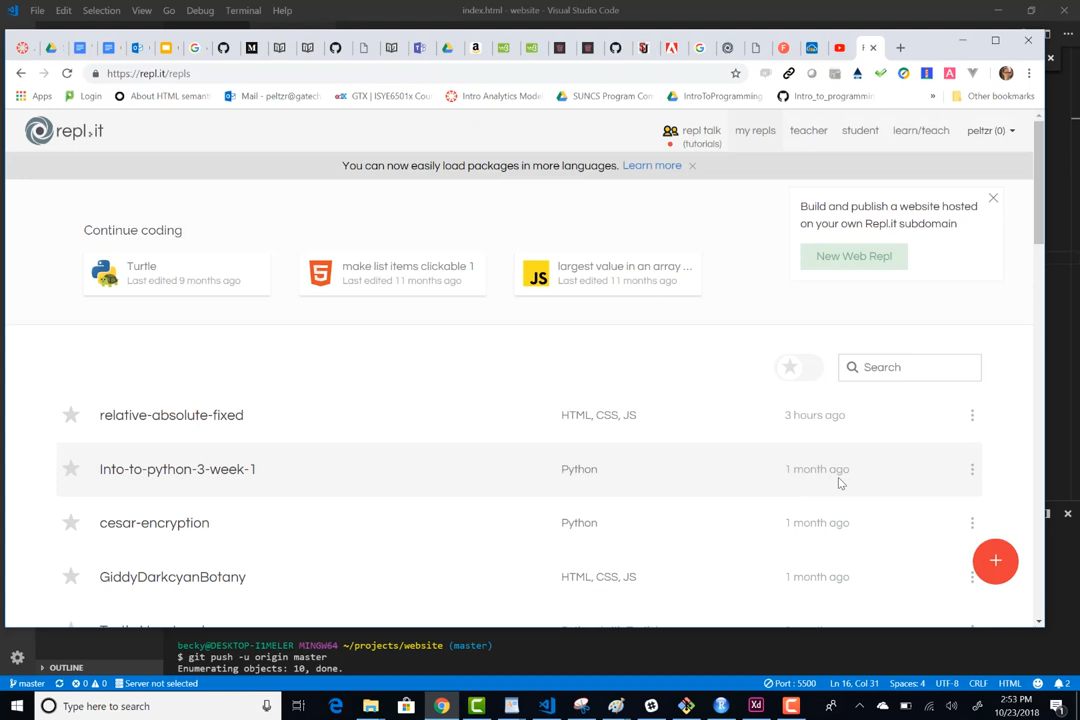 File Edit Selection View Go Debug Terminal Help index.html - website - Visual Studio Code
https://repl.it/repls
Apps Login About HTML semant Mail - peltzr@gatech GTX | ISYE6501x Cou Intro Analytics Mode SUNCS Program Com IntroToProgramming Intro_to_programmin » Other bookmarks
repl.it
repl talk
(tutorials)
my repls teacher student learn/teach peltzr (0)
You can now easily load packages in more languages. Learn more
Build and publish a website hosted
on your own Repl.it subdomain
New Web Repl
Continue coding
Turtle
Last edited 9 months ago
make list items clickable 1
Last edited 11 months ago
JS
largest value in an array ...
Last edited 11 months ago
Search
relative-absolute-fixed HTML, CSS, JS 3 hours ago
Into-to-python-3-week-1 Python 1 month ago
cesar-encryption Python 1 month ago
GiddyDarkcyanBotany HTML, CSS, JS 1 month ago
becky@DESKTOP-I1MELER MINGW64 ~/projects/website (master)
$ git push -u origin master
Enumerating objects: 10, done.
OUTLINE
master 0 0 Server not selected Port : 5500 Ln 16, Col 31 Spaces: 4 UTF-8 CRLF HTML 2
Type here to search
2:53 PM
10/23/2018